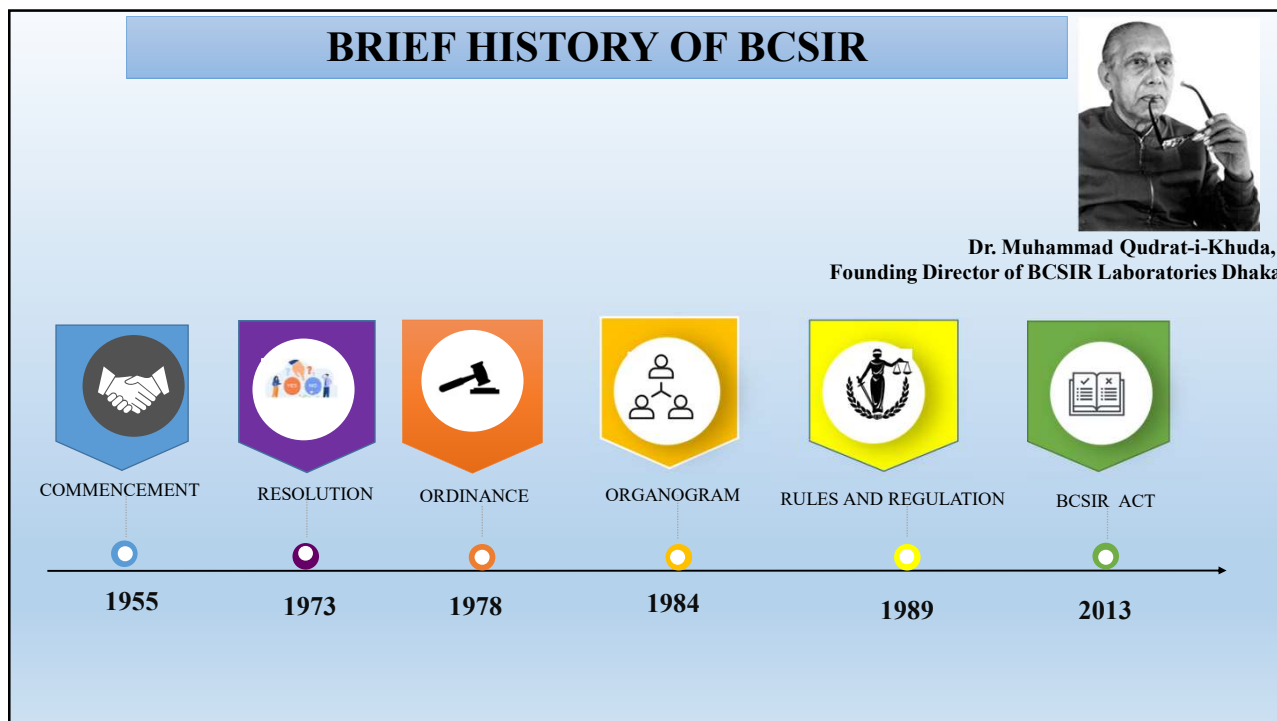 BRIEF HISTORY OF BCSIR
Dr. Muhammad Qudrat-i-Khuda,
Founding Director of BCSIR Laboratories Dhaka
COMMENCEMENT
RESOLUTION
ORDINANCE
ORGANOGRAM
RULES AND REGULATION
BCSIR ACT
1955
1973
1978
1984
1989
2013